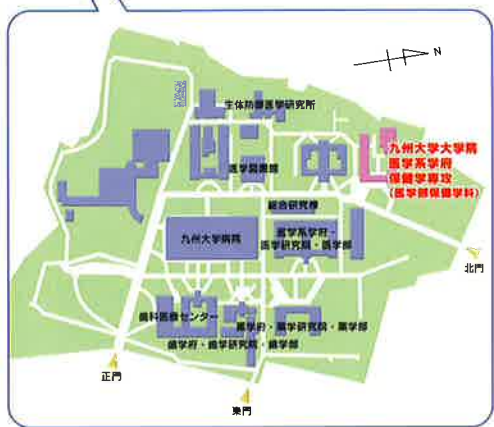 N
生体防御医学研究所
九州大学大学院
医学系学府
保健学専攻
(医学部保健学科)
医学図書館
総合研究棟
九州大学病院
医学系学府・
医学研究院・医学部
北門
歯科医療センター
薬学府・薬学研究院・薬学部
歯学府・歯学研究院・歯学部
正門
東門